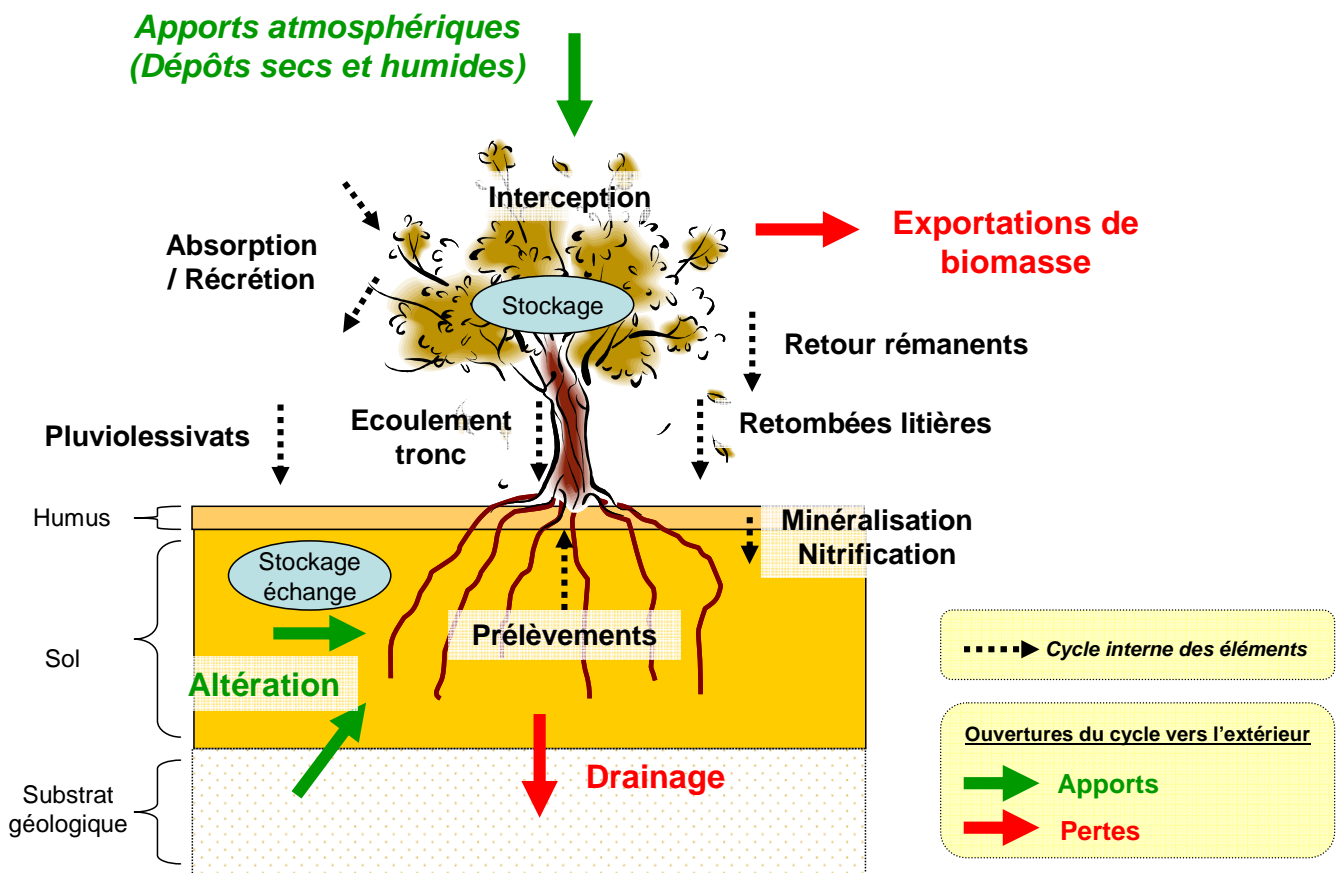 Apports atmosphériques
(Dépôts secs et humides)
Interception
Absorption
/ Récrétion
Exportations de
biomasse
Stockage
Retour rémanents
Pluviolessivats
Ecoulement
tronc
Retombées litières
Humus
Minéralisation
Nitrification
Stockage
échange
Prélèvements
Sol
Altération
Cycle interne des éléments
Ouvertures du cycle vers l'extérieur
Apports
Pertes
Drainage
Substrat
géologique